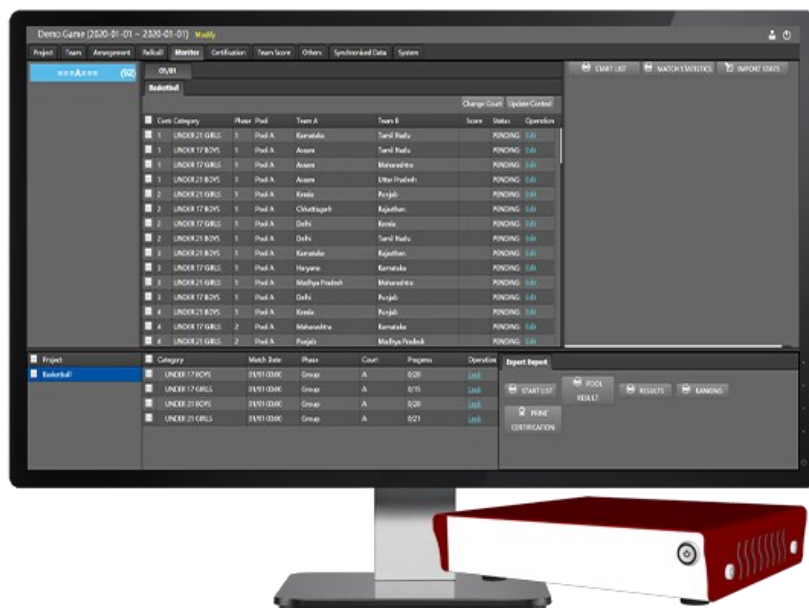 Demo Game (2020-01-01 ~ 2020-01-01) Modify
Project Team Arrangement Rollcall Monitor Certification Team Score Others Synchronised Data System
===A=== (92)
01/01
START LIST MATCH STATISTICS IMPORT STATS
Basketball
Change Court Update Contest
Category Phase Pool Team A Team B Score Status Operation
1 UNDER 21 GIRLS 1 Pool A Karnataka Tamil Nadu PENDING Edit
1 UNDER 17 BOYS 1 Pool A Assam Tamil Nadu PENDING Edit
1 UNDER 17 GIRLS 1 Pool A Assam Maharashtra PENDING Edit
1 UNDER 21 BOYS 1 Pool A Assam Uttar Pradesh PENDING Edit
2 UNDER 21 GIRLS 1 Pool A Kerala Punjab PENDING Edit
2 UNDER 17 BOYS 1 Pool A Chhattisgarh Rajasthan PENDING Edit
2 UNDER 17 GIRLS 1 Pool A Delhi Kerala PENDING Edit
2 UNDER 21 BOYS 1 Pool A Delhi Tamil Nadu PENDING Edit
3 UNDER 21 BOYS 1 Pool A Karnataka Rajasthan PENDING Edit
3 UNDER 17 GIRLS 1 Pool A Haryana Karnataka PENDING Edit
3 UNDER 21 GIRLS 1 Pool A Madhya Pradesh Maharashtra PENDING Edit
3 UNDER 17 BOYS 1 Pool A Delhi Punjab PENDING Edit
4 UNDER 21 BOYS 1 Pool A Kerala Punjab PENDING Edit
4 UNDER 17 GIRLS 2 Pool A Maharashtra Karnataka PENDING Edit
4 UNDER 21 GIRLS 2 Pool A Punjab Madhya Pradesh PENDING Edit
Project
Basketball
Category Match Date Phase Court Progress Operation
UNDER 17 BOYS 01/01 00:00 Group A 0/20 Lock
UNDER 17 GIRLS 01/01 00:00 Group A 0/15 Lock
UNDER 21 BOYS 01/01 00:00 Group A 0/20 Lock
UNDER 21 GIRLS 01/01 00:00 Group A 0/21 Lock
Export Report
START LIST POOL RESULT RESULTS RANKING
PRINT CERTIFICATION